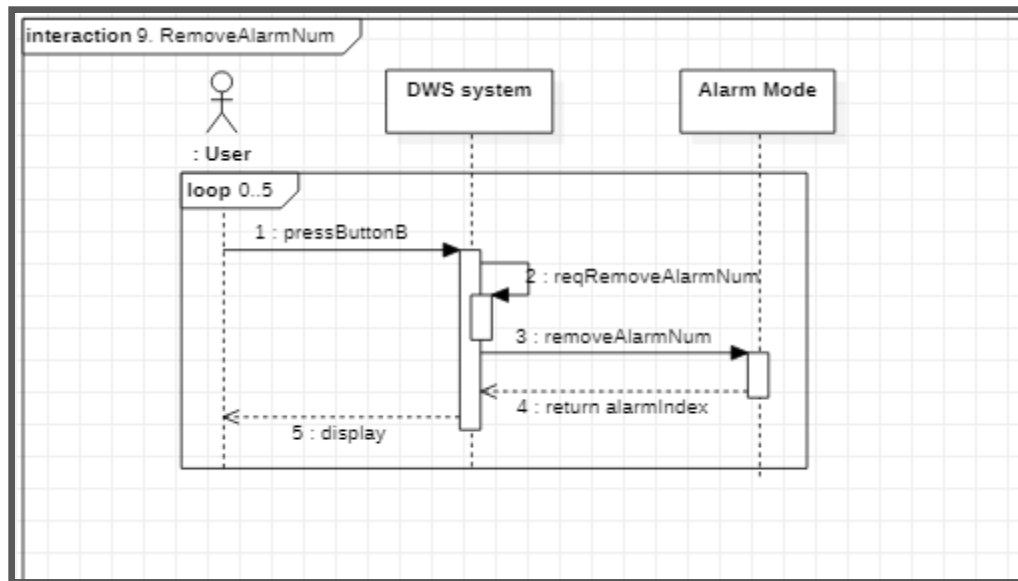 interaction 9. RemoveAlarmNum
DWS system
Alarm Mode
: User
loop 0..5
1 : pressButtonB
2 : reqRemoveAlarmNum
3 : removeAlarmNum
4 : return alarmIndex
5 : display